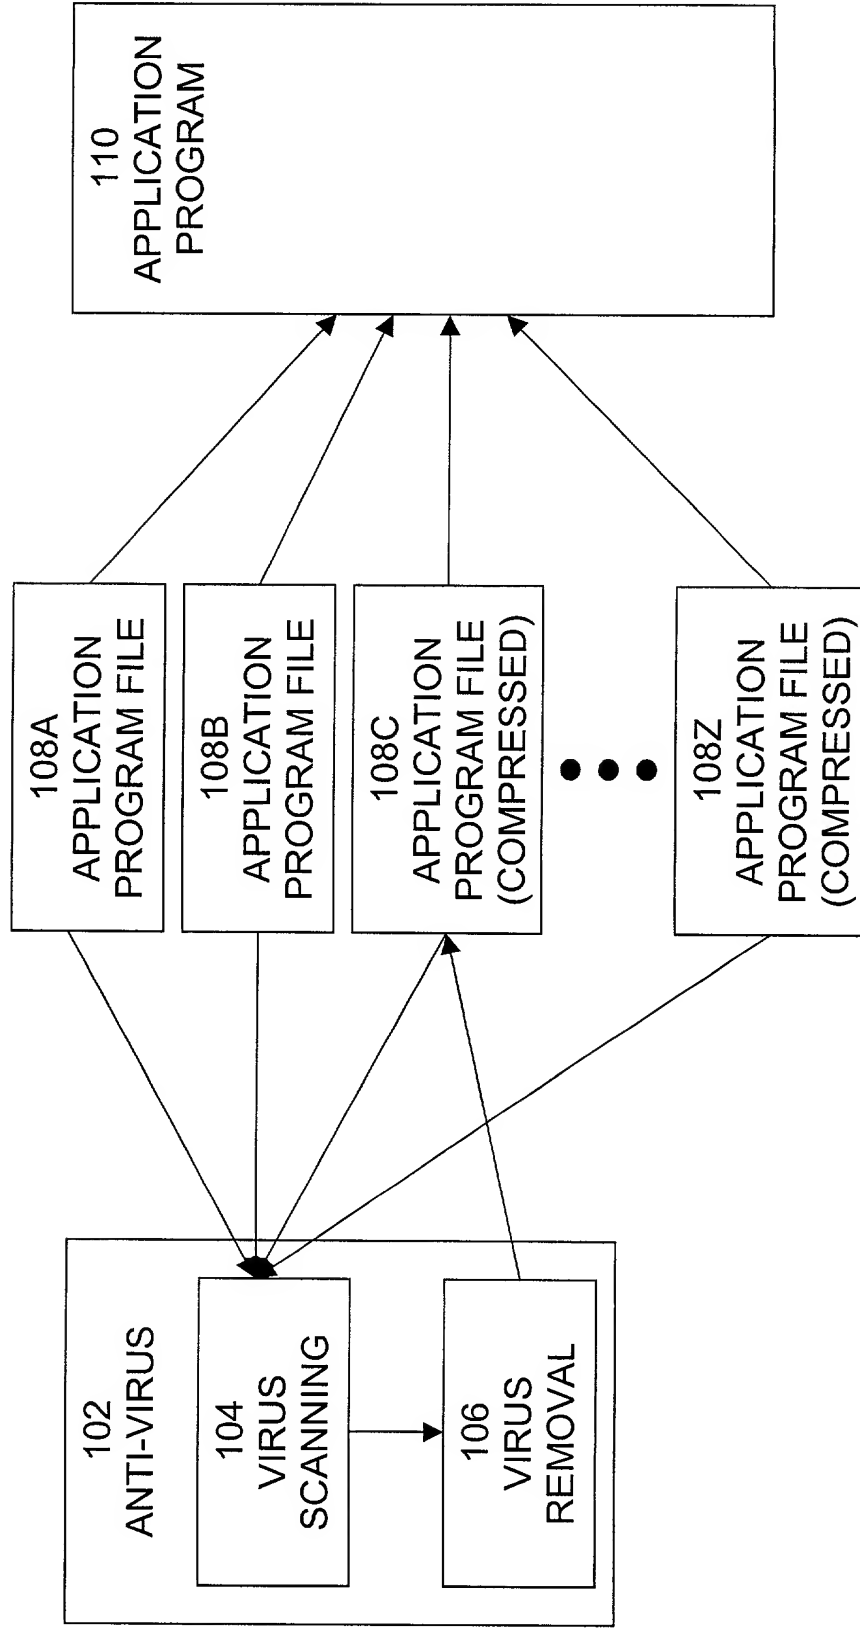 102
ANTI-VIRUS
104
VIRUS
SCANNING
106
VIRUS
REMOVAL
108A
APPLICATION
PROGRAM FILE
108B
APPLICATION
PROGRAM FILE
108C
APPLICATION
PROGRAM FILE
(COMPRESSED)
108Z
APPLICATION
PROGRAM FILE
(COMPRESSED)
110
APPLICATION
PROGRAM